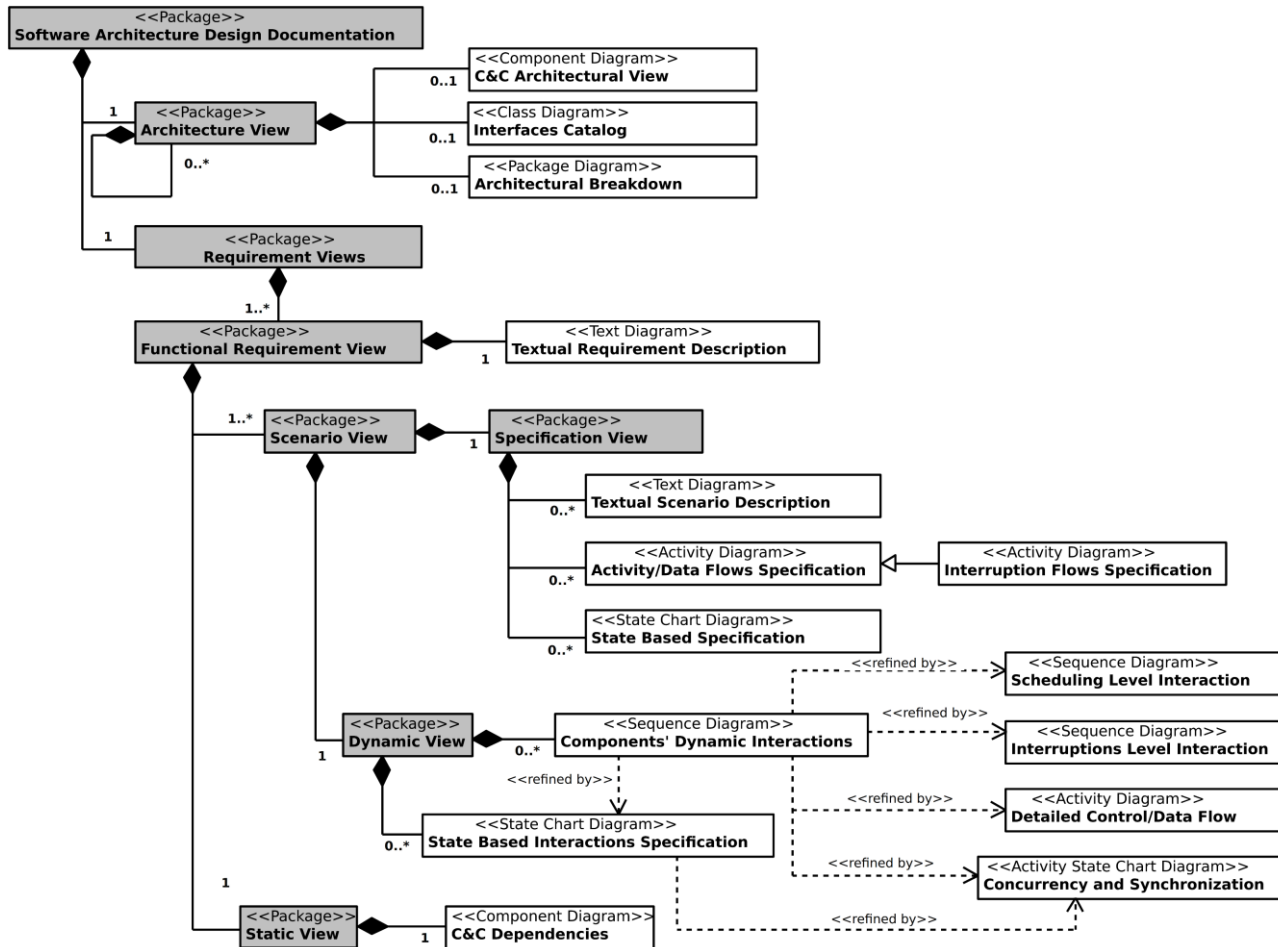 <<Package>>
Software Architecture Design Documentation
<<Component Diagram>>
C&C Architectural View
0..1
<<Package>>
Architecture View
1
0..*
<<Class Diagram>>
Interfaces Catalog
0..1
<<Package Diagram>>
Architectural Breakdown
0..1
<<Package>>
Requirement Views
1
1..*
<<Package>>
Functional Requirement View
<<Text Diagram>>
Textual Requirement Description
1
1..*
<<Package>>
Scenario View
1
<<Package>>
Specification View
<<Text Diagram>>
Textual Scenario Description
0..*
<<Activity Diagram>>
Activity/Data Flows Specification
0..*
<<Activity Diagram>>
Interruption Flows Specification
<<State Chart Diagram>>
State Based Specification
0..*
<<refined by>>
<<Sequence Diagram>>
Scheduling Level Interaction
<<Package>>
Dynamic View
1
0..*
<<Sequence Diagram>>
Components' Dynamic Interactions
<<refined by>>
<<Sequence Diagram>>
Interruptions Level Interaction
<<refined by>>
<<refined by>>
<<Activity Diagram>>
Detailed Control/Data Flow
0..*
<<State Chart Diagram>>
State Based Interactions Specification
<<refined by>>
<<Activity State Chart Diagram>>
Concurrency and Synchronization
<<refined by>>
1
<<Package>>
Static View
1
<<Component Diagram>>
C&C Dependencies